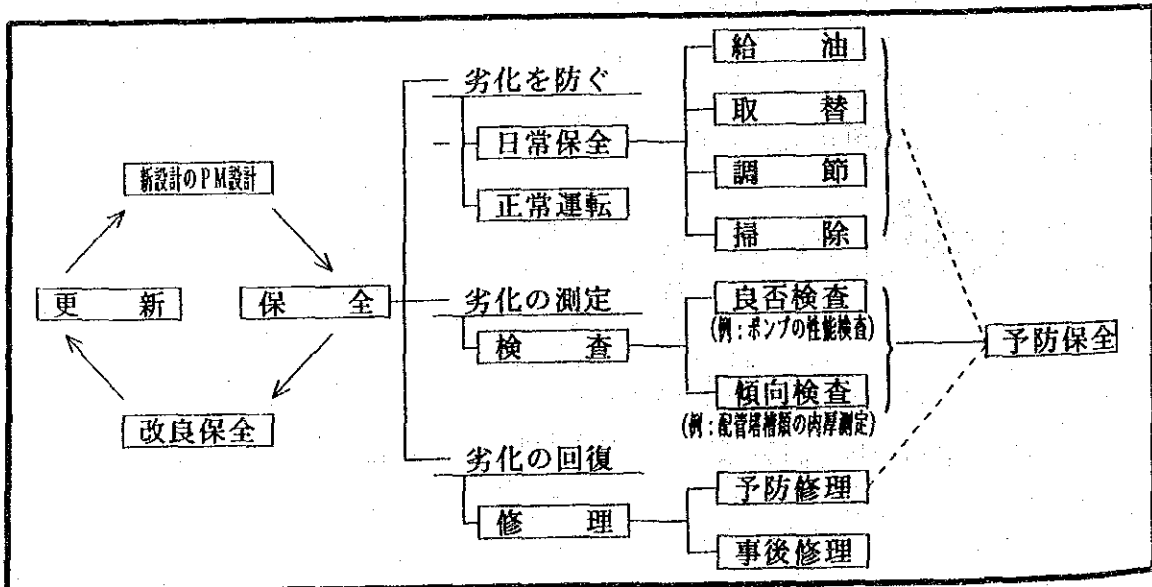 新設計のPM設計
更新
保全
改良保全
劣化を防ぐ
日常保全
正常運転
給油
取替
調節
掃除
劣化の測定
検査
良否検査
(例：ポンプの性能検査)
傾向検査
(例：配管塔槽類の肉厚測定)
劣化の回復
修理
予防修理
事後修理
予防保全